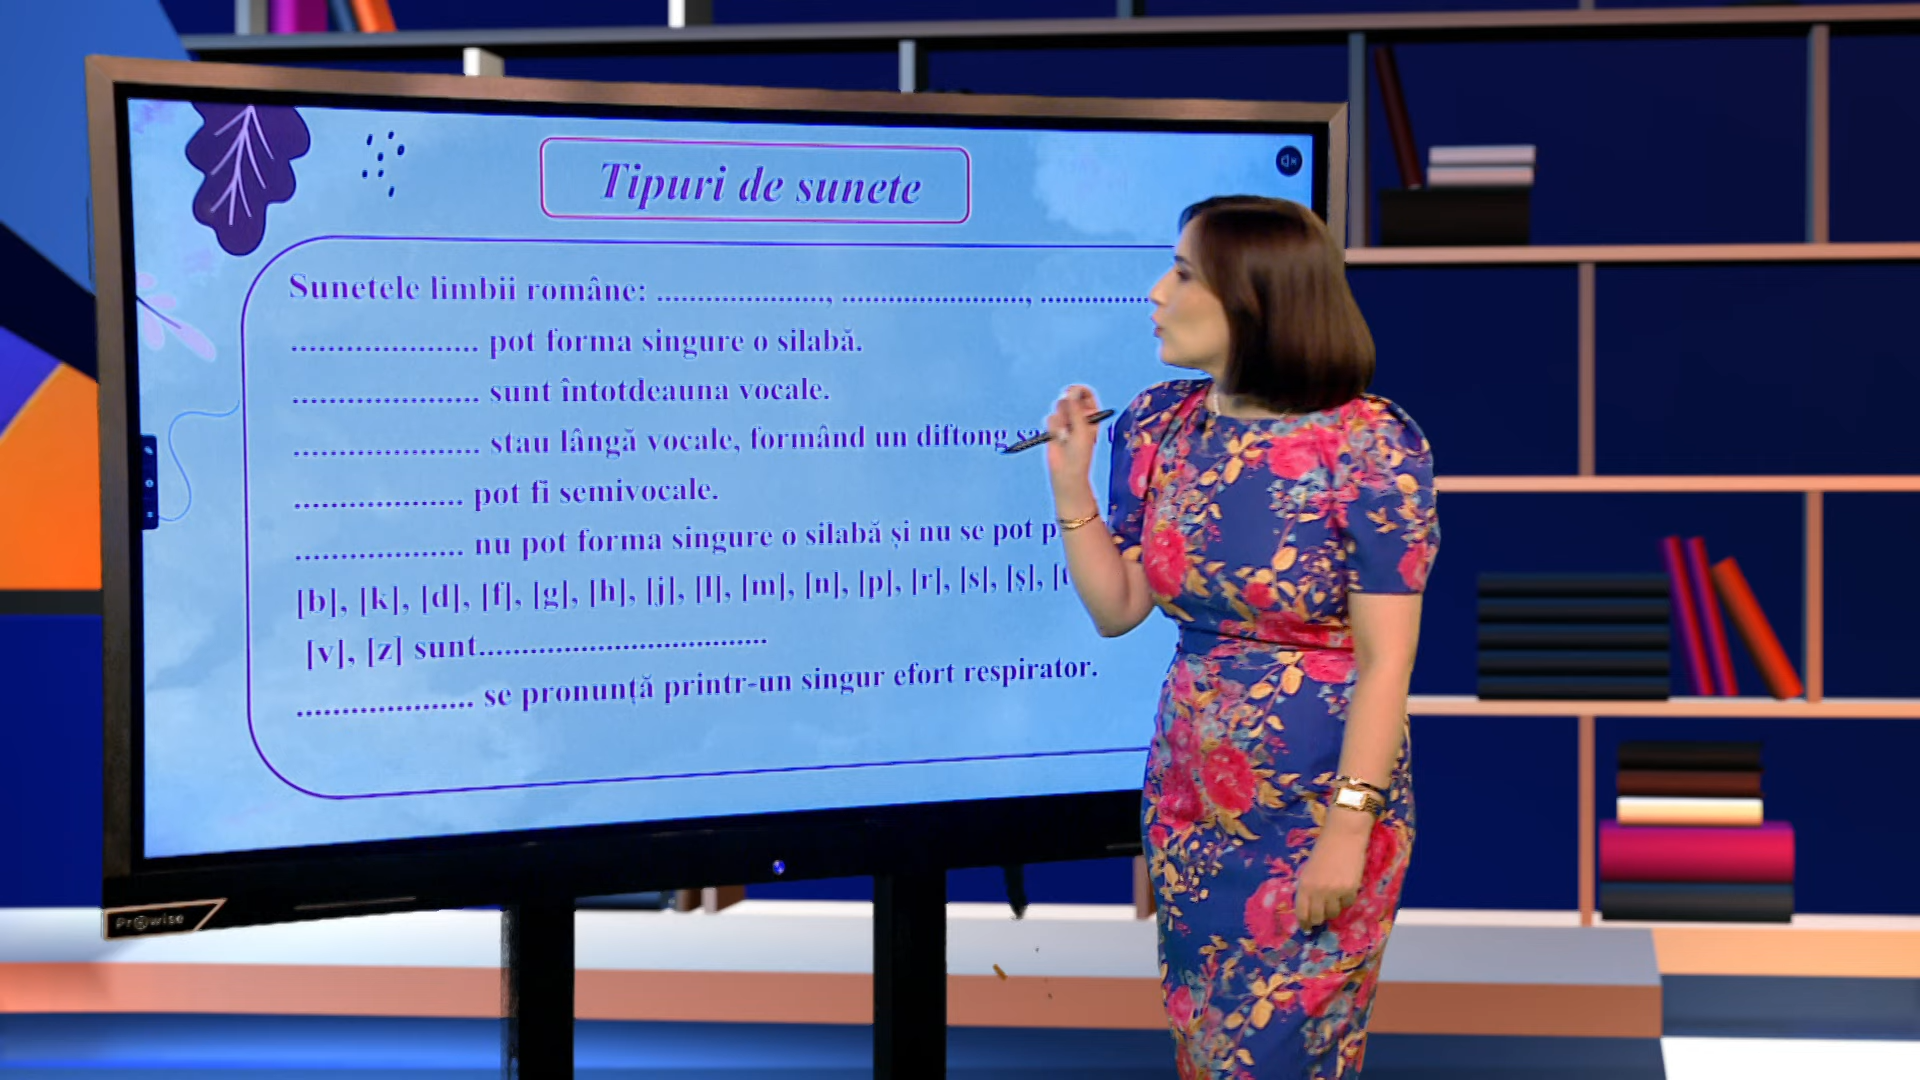 Tipuri de sunete
Sunetele limbii române: ....................., ......................., .............
....................... pot forma singure o silabă.
....................... sunt întotdeauna vocale.
....................... stau lângă vocale, formând un diftong
..................... pot fi semivocale.
..................... nu pot forma singure o silabă și nu se pot
[b], [k], [d], [f], [g], [h], [j], [l], [m], [n], [p], [r], [s], [ș],
[v], [z] sunt..................................
..................... se pronunță printr-un singur efort respirator.
Prowise